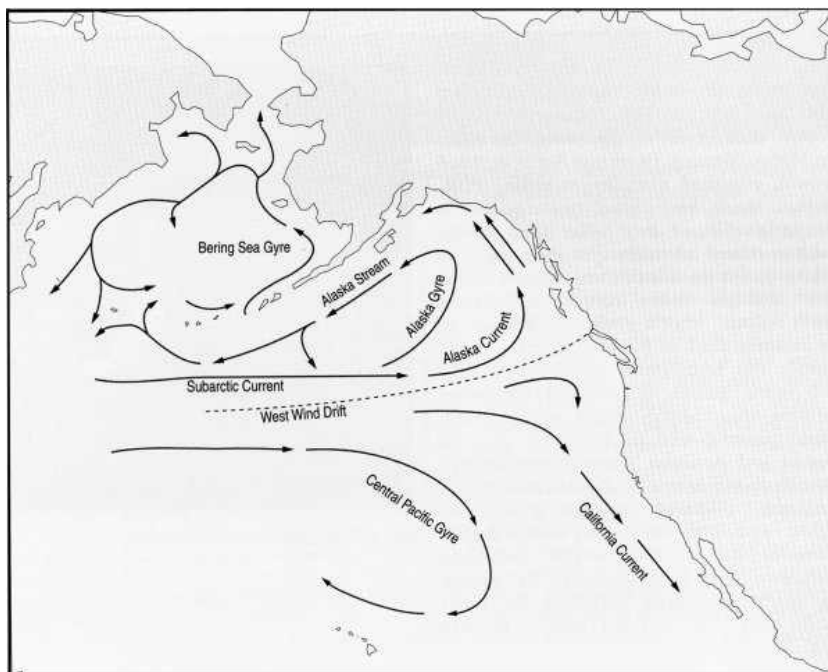 Bering Sea Gyre
Alaska Stream
Alaska Gyre
Alaska Current
Subarctic Current
West Wind Drift
Central Pacific Gyre
California Current